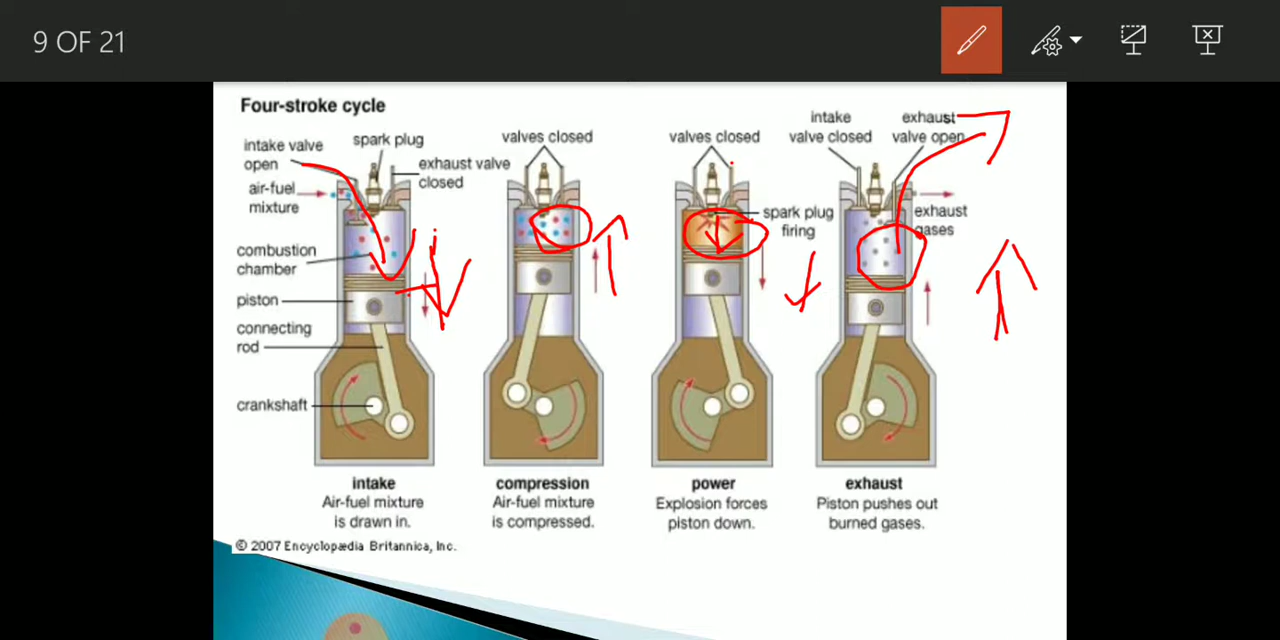 9 OF 21
Four-stroke cycle
intake valve
open
spark plug
exhaust valve
closed
air-fuel
mixture
combustion
chamber
piston
connecting
rod
crankshaft
intake
Air-fuel mixture
is drawn in.
valves closed
compression
Air-fuel mixture
is compressed.
valves closed
spark plug
firing
power
Explosion forces
piston down.
intake
valve closed
exhaust
valve open
exhaust
gases
exhaust
Piston pushes out
burned gases.
© 2007 Encyclopædia Britannica, Inc.